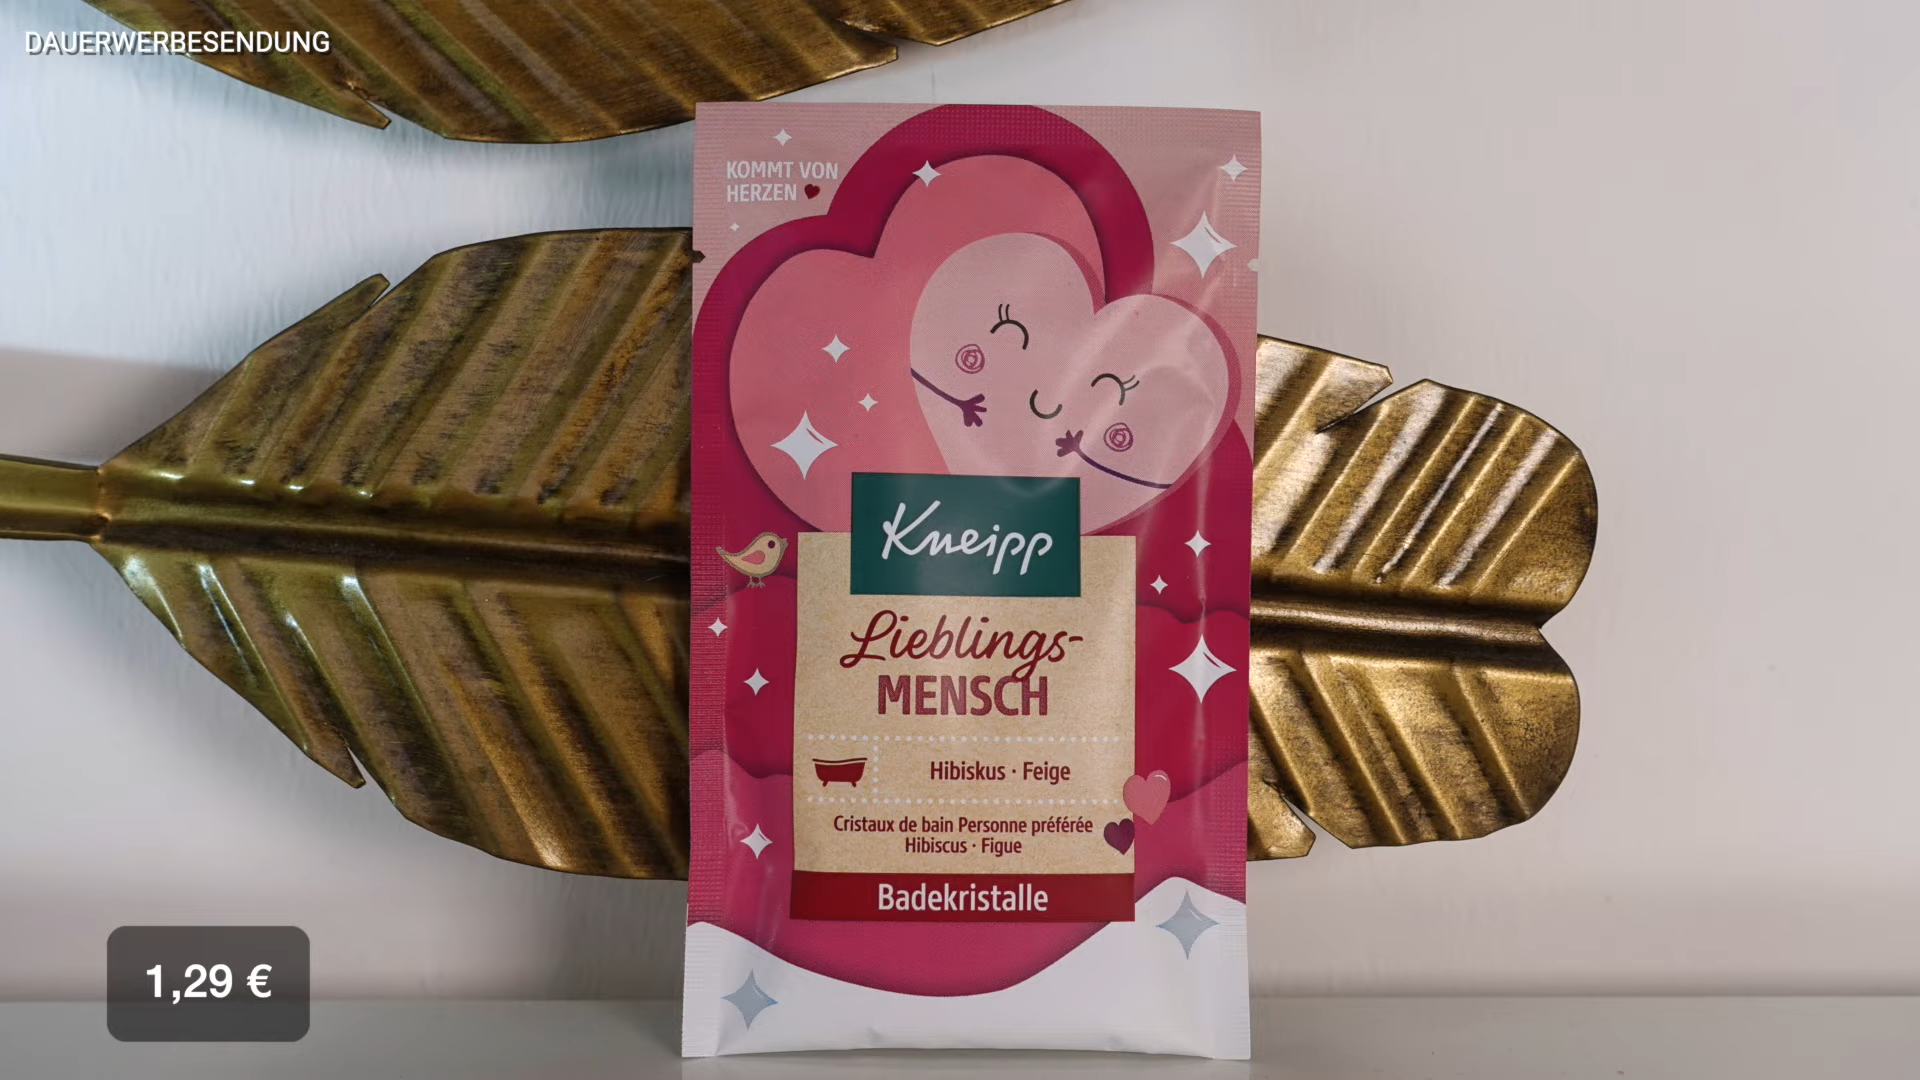 DAUERWERBESENDUNG
KOMMT VON
HERZEN
Kneipp
Lieblings-
MENSCH
Hibiskus · Feige
Cristaux de bain Personne préférée
Hibiscus · Figue
Badekristalle
1,29 €